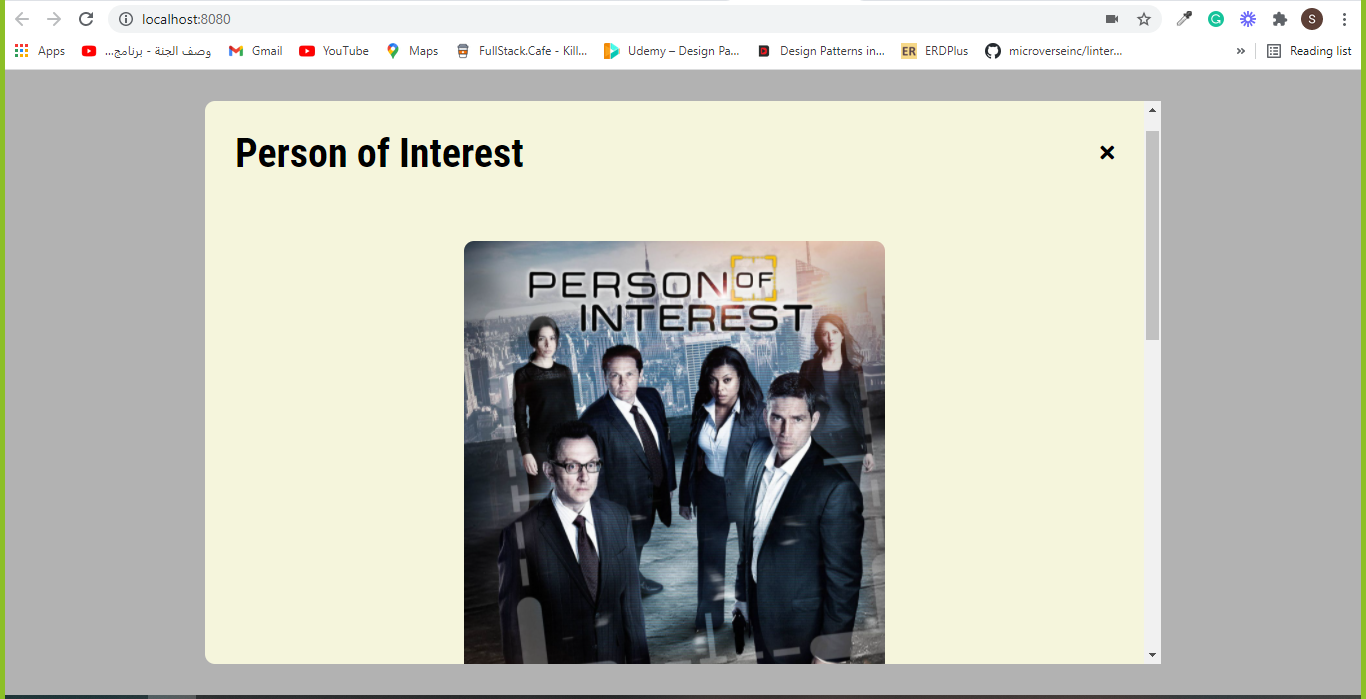 localhost:8080
S
Apps
وصف الجنة - برنامج...
Gmail
YouTube
Maps
FullStack.Cafe - Kill...
Udemy – Design Pa...
Design Patterns in...
ER ERDPlus
microverseinc/linter...
»
Reading list
Person of Interest
×
PERSON OF
INTEREST